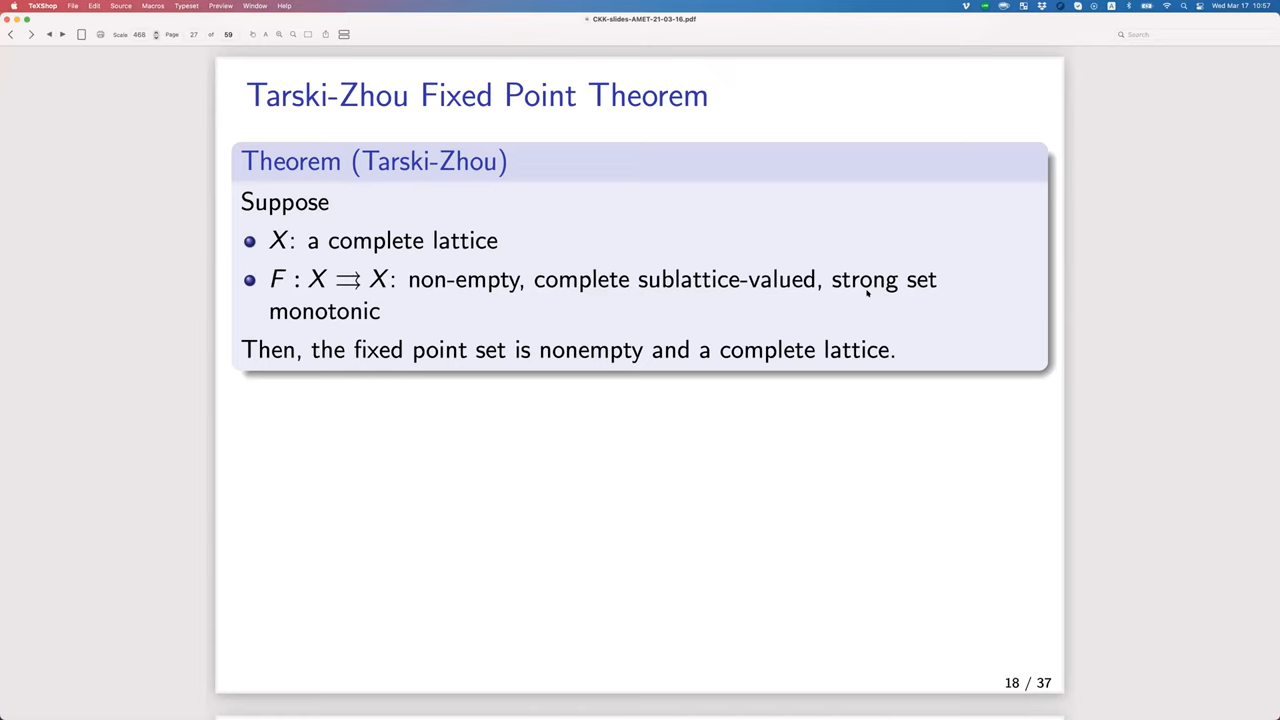 TeXShop File Edit Source Macros Typeset Preview Window Help Wed Mar 17 10:57
CKK-slides-AMET-21-03-16.pdf
Scale 468 Page 27 of 59 Search
Tarski-Zhou Fixed Point Theorem
Theorem (Tarski-Zhou)
Suppose
X: a complete lattice
F : X ⇉ X: non-empty, complete sublattice-valued, strong set
monotonic
Then, the fixed point set is nonempty and a complete lattice.
18 / 37